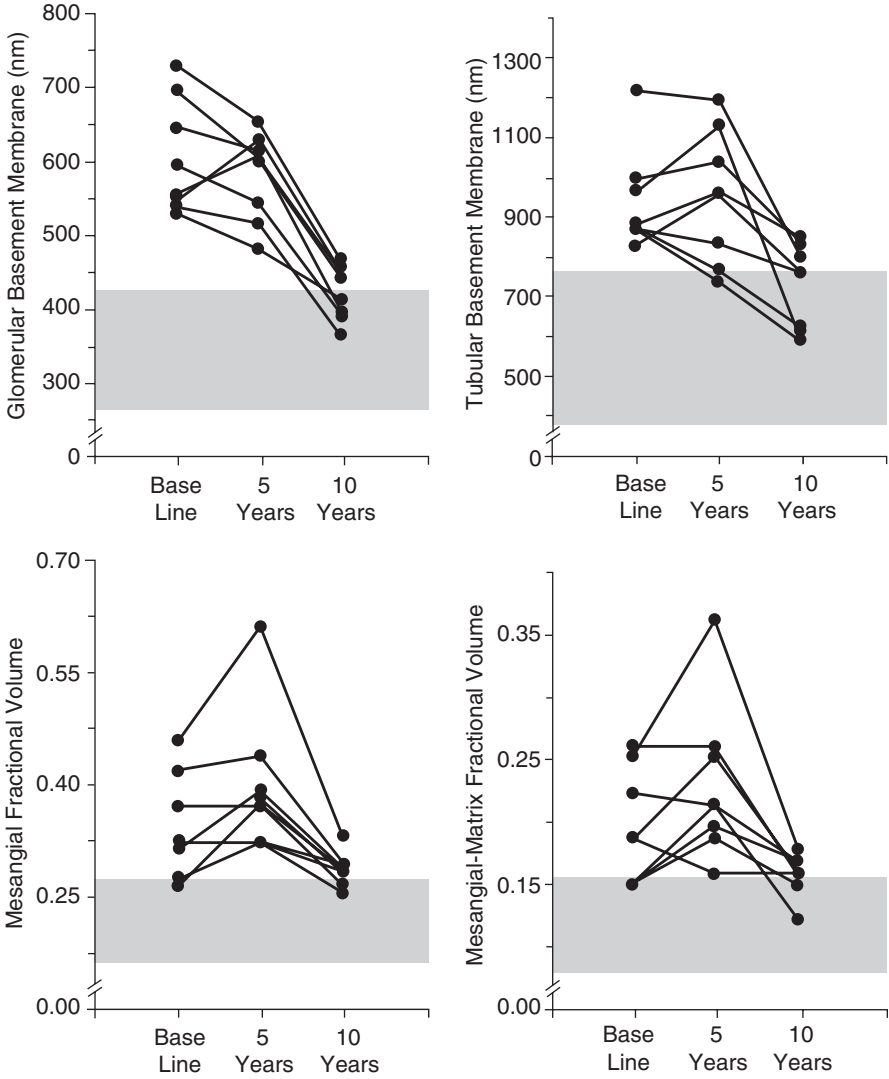 Glomerular Basement Membrane (nm)
800
700
600
500
400
300
0
Base Line
5 Years
10 Years
Tubular Basement Membrane (nm)
1300
1100
900
700
500
0
Base Line
5 Years
10 Years
Mesangial Fractional Volume
0.70
0.55
0.40
0.25
0.00
Base Line
5 Years
10 Years
Mesangial-Matrix Fractional Volume
0.35
0.25
0.15
0.00
Base Line
5 Years
10 Years